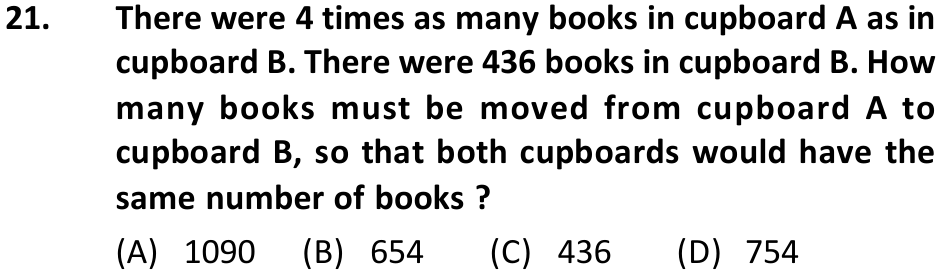 21. There were 4 times as many books in cupboard A as in
cupboard B. There were 436 books in cupboard B. How
many books must be moved from cupboard A to
cupboard B, so that both cupboards would have the
same number of books ?
(A) 1090 (B) 654 (C) 436 (D) 754